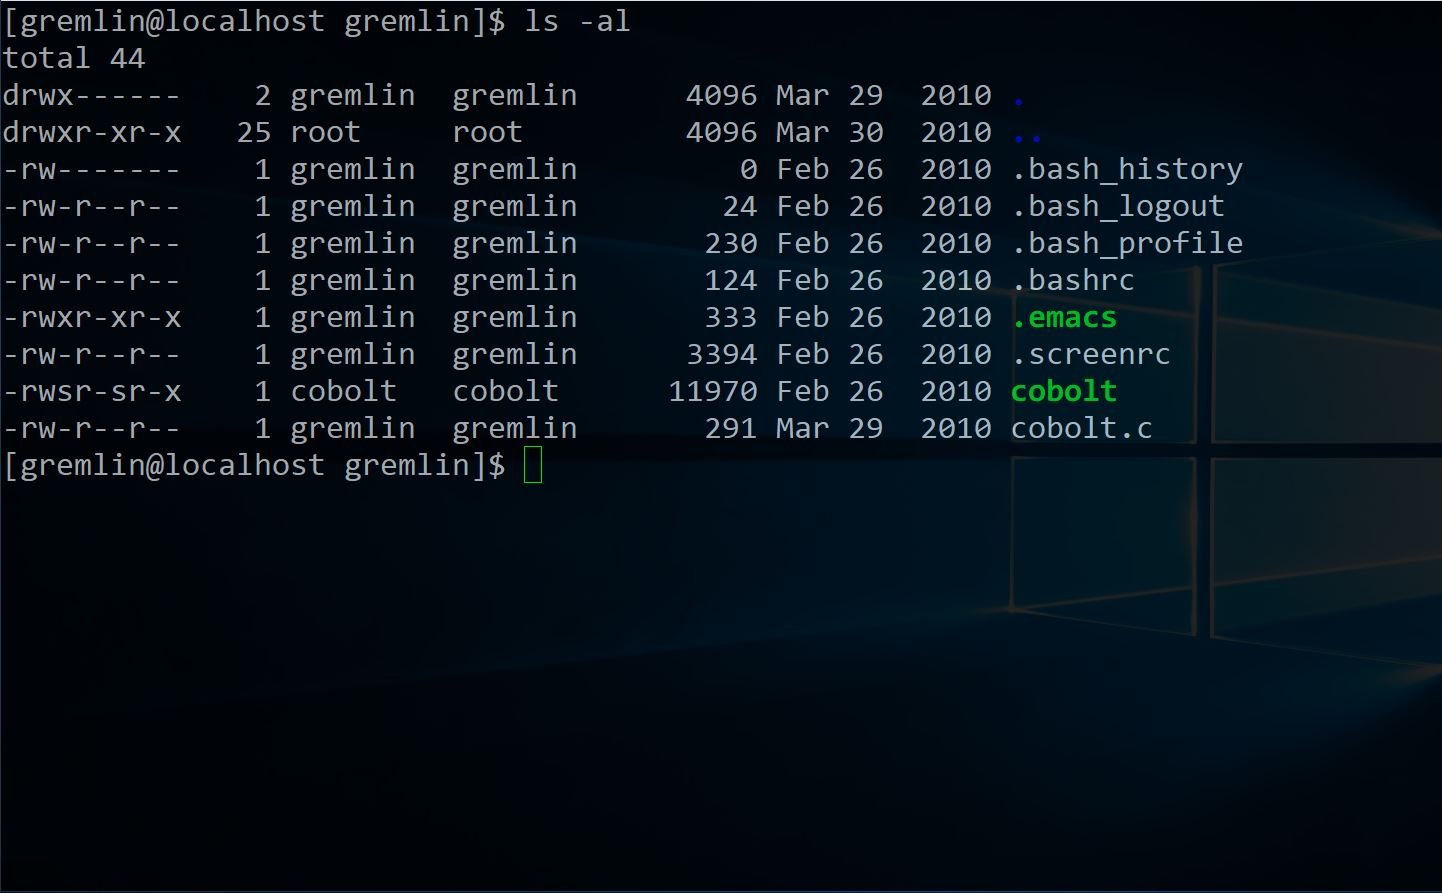 [gremlin@localhost gremlin]$ ls -al
total 44
drwx------    2 gremlin  gremlin      4096 Mar 29  2010 .
drwxr-xr-x   25 root     root         4096 Mar 30  2010 ..
-rw-------    1 gremlin  gremlin         0 Feb 26  2010 .bash_history
-rw-r--r--    1 gremlin  gremlin        24 Feb 26  2010 .bash_logout
-rw-r--r--    1 gremlin  gremlin       230 Feb 26  2010 .bash_profile
-rw-r--r--    1 gremlin  gremlin       124 Feb 26  2010 .bashrc
-rwxr-xr-x    1 gremlin  gremlin       333 Feb 26  2010 .emacs
-rw-r--r--    1 gremlin  gremlin      3394 Feb 26  2010 .screenrc
-rwsr-sr-x    1 cobolt   cobolt      11970 Feb 26  2010 cobolt
-rw-r--r--    1 gremlin  gremlin       291 Mar 29  2010 cobolt.c
[gremlin@localhost gremlin]$